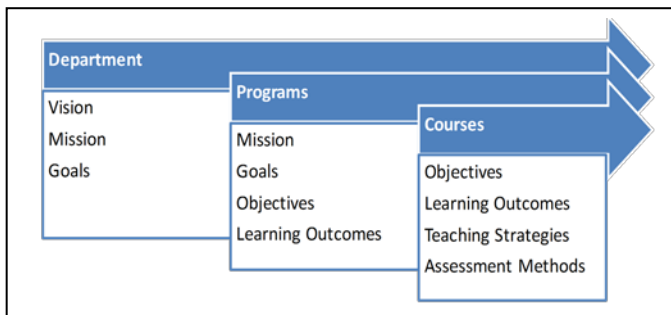 Department
Vision
Mission
Goals
Programs
Mission
Goals
Objectives
Learning Outcomes
Courses
Objectives
Learning Outcomes
Teaching Strategies
Assessment Methods